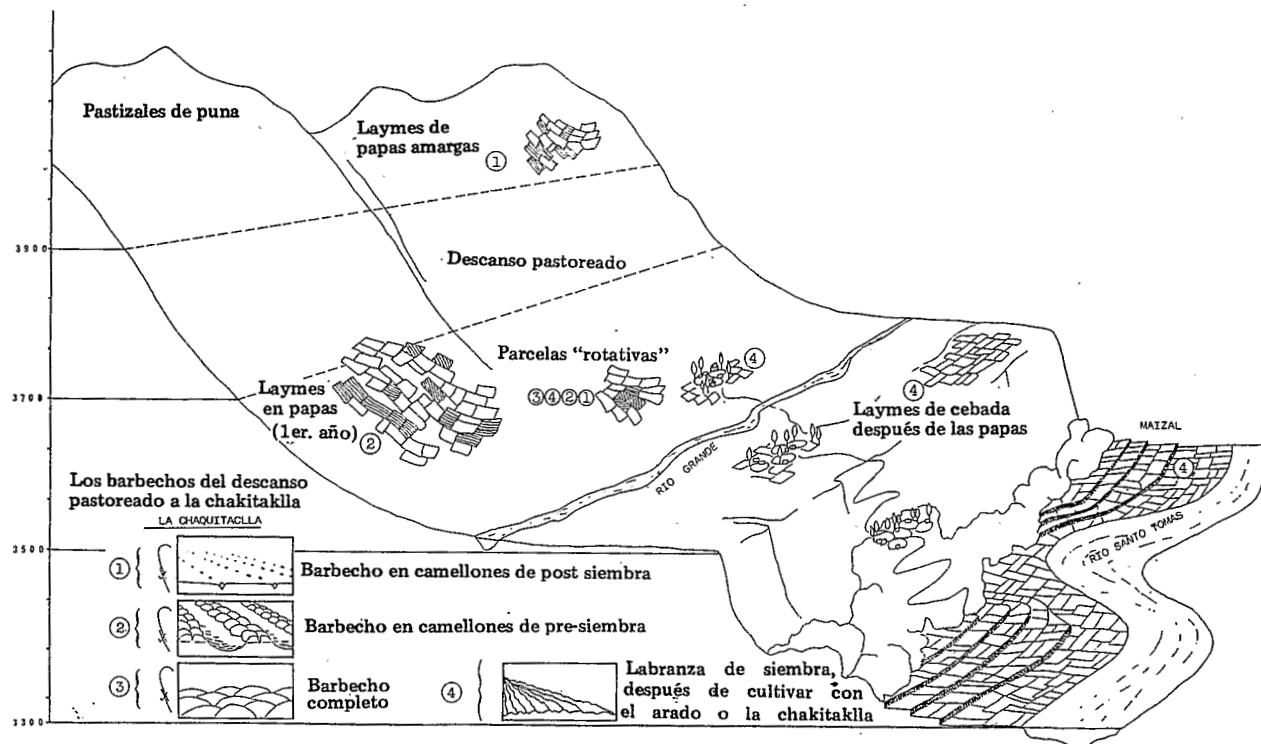 Pastizales de puna
Laymes de
papas amargas
①
3900
Descanso pastoreado
Parcelas "rotativas"
④
③④②①
3700
Laymes
en papas
(1er. año) ②
④
Laymes de cebada
después de las papas
RIO GRANDE
MAIZAL
④
RIO SANTO TOMAS
Los barbechos del descanso
pastoreado a la chakitaklla
LA CHAQUITACLLA
3500
① Barbecho en camellones de post siembra
② Barbecho en camellones de pre-siembra
③ Barbecho
completo
④ Labranza de siembra,
después de cultivar con
el arado o la chakitaklla
3300